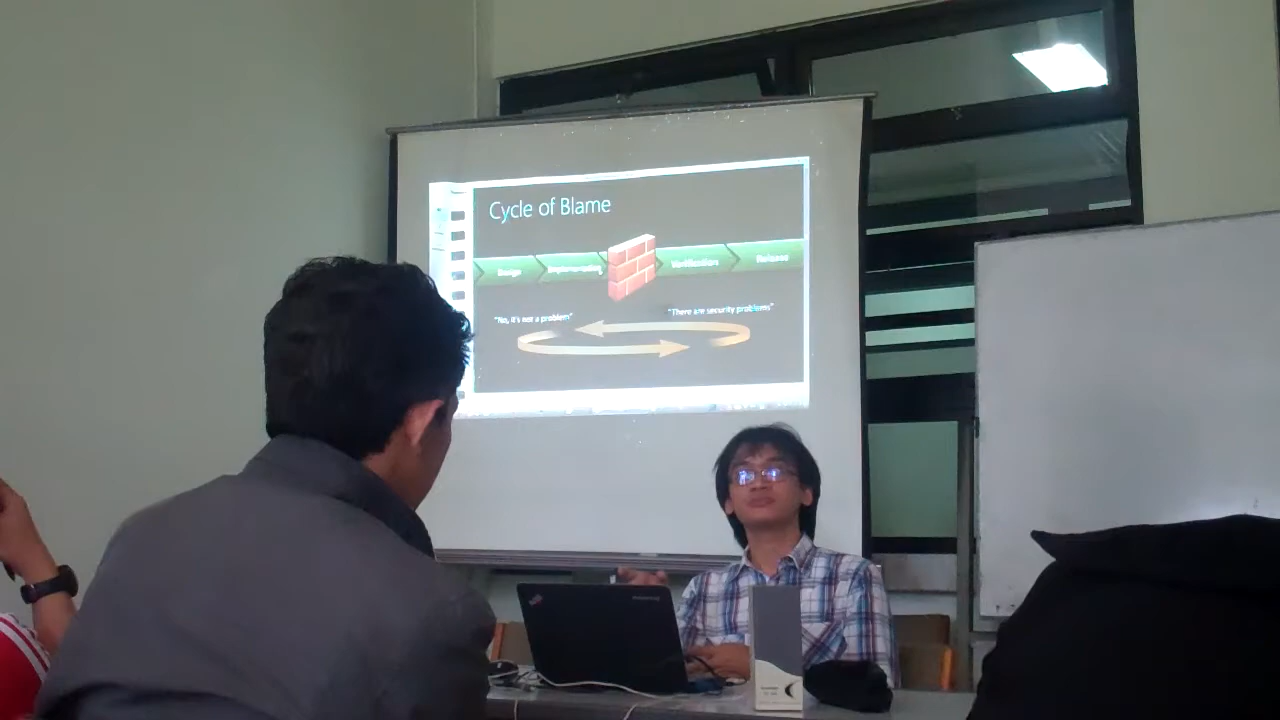 Cycle of Blame
Design
Implementation
Verification
Release
"No, it's not a problem"
"There are security problems"